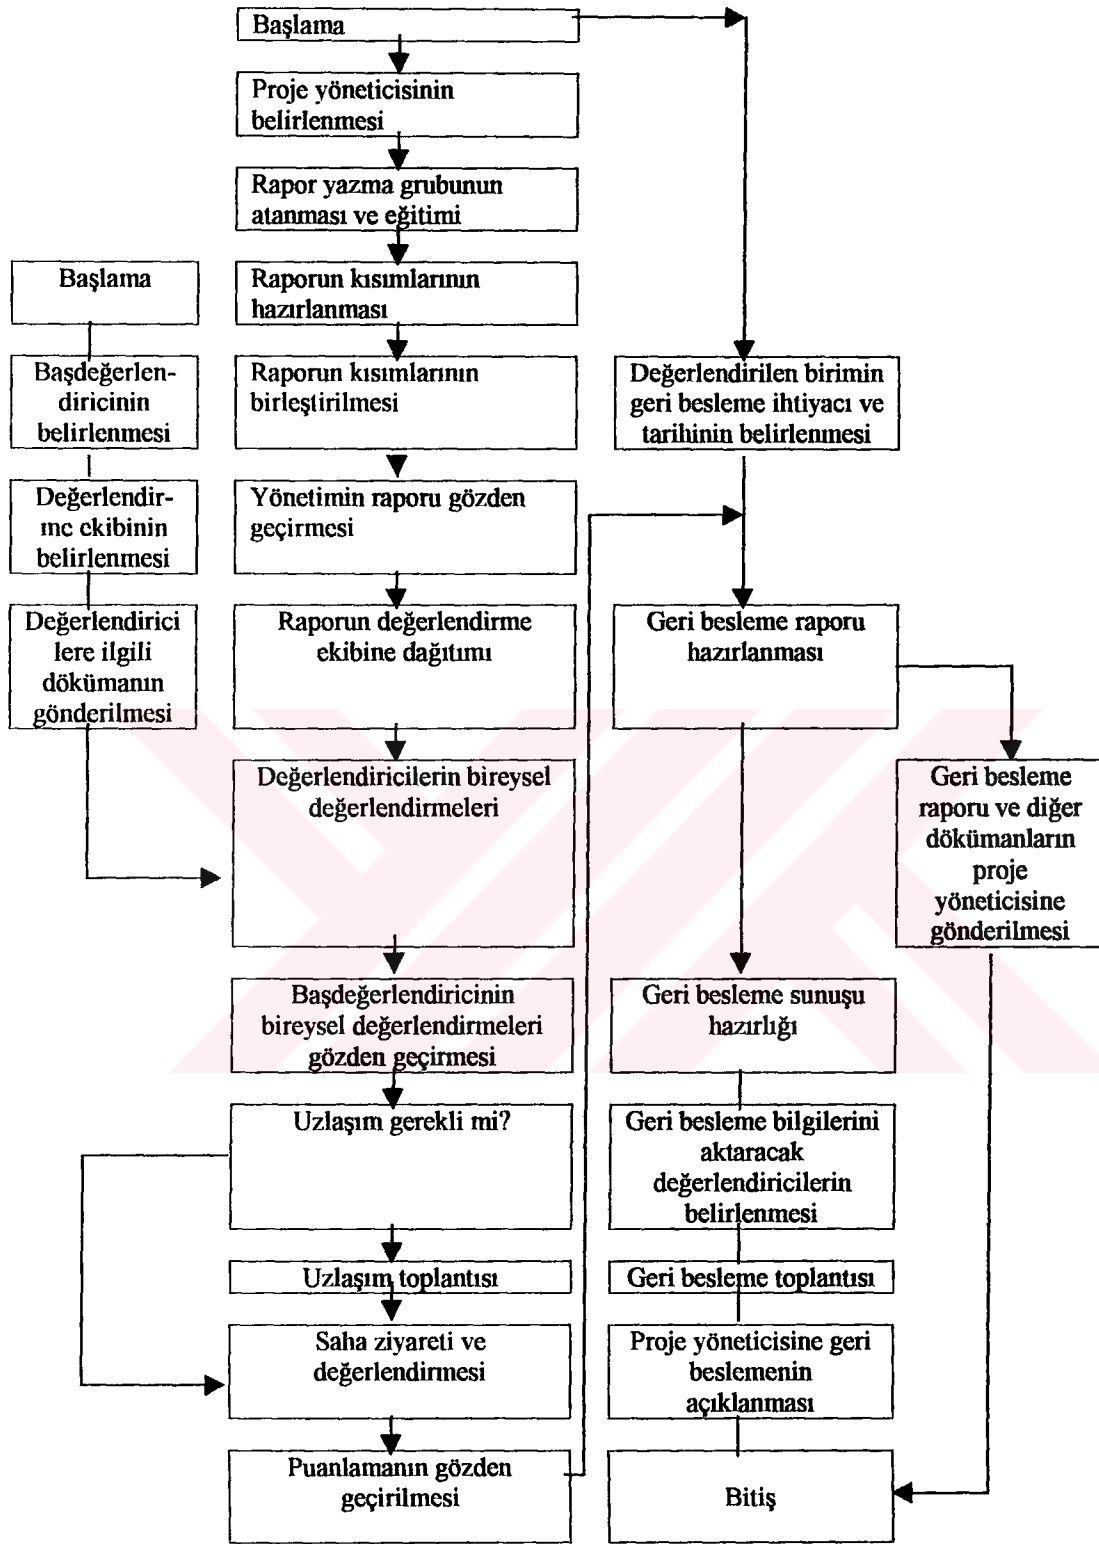 Başlama
Proje yöneticisinin
belirlenmesi
Rapor yazma grubunun
atanması ve eğitimi
Başlama
Raporun kısımlarının
hazırlanması
Başdeğerlen-
diricinin
belirlenmesi
Raporun kısımlarının
birleştirilmesi
Değerlendirilen birimin
geri besleme ihtiyacı ve
tarihinin belirlenmesi
Değerlendir-
me ekibinin
belirlenmesi
Yönetimin raporu gözden
geçirmesi
Değerlendirici
lere ilgili
dökümanın
gönderilmesi
Raporun değerlendirme
ekibine dağıtımı
Geri besleme raporu
hazırlanması
Değerlendiricilerin bireysel
değerlendirmeleri
Geri besleme
raporu ve diğer
dökümanların
proje
yöneticisine
gönderilmesi
Başdeğerlendiricinin
bireysel değerlendirmeleri
gözden geçirmesi
Geri besleme sunuşu
hazırlığı
Uzlaşım gerekli mi?
Geri besleme bilgilerini
aktaracak
değerlendiricilerin
belirlenmesi
Uzlaşım toplantısı
Geri besleme toplantısı
Saha ziyareti ve
değerlendirmesi
Proje yöneticisine geri
beslemenin
açıklanması
Puanlamanın gözden
geçirilmesi
Bitiş